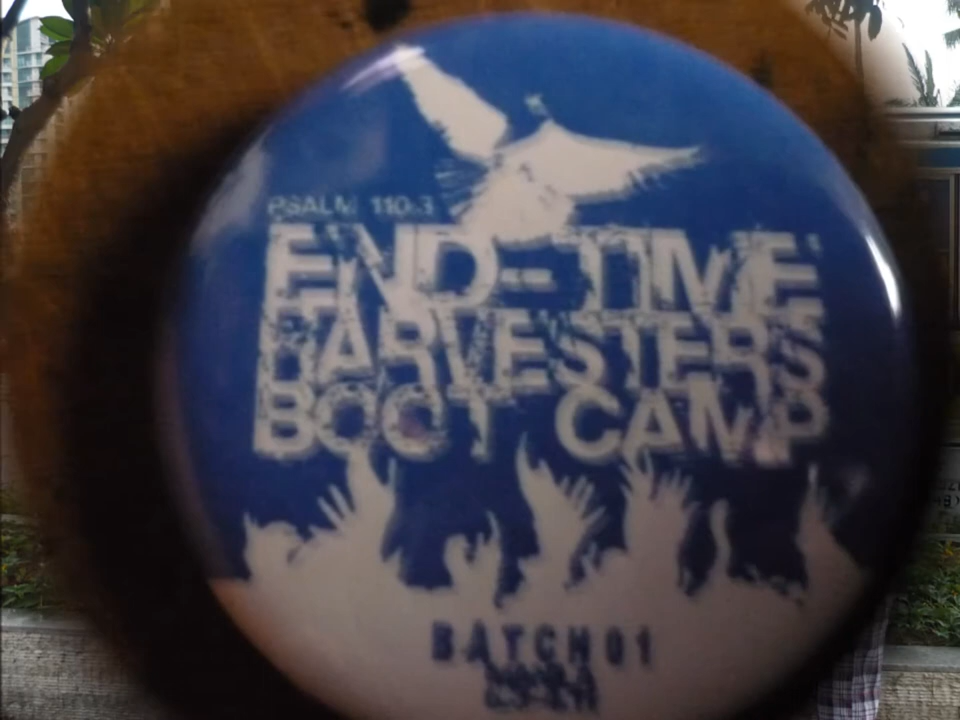 PSALM 110:3
END-TIME
HARVESTERS
BOOT CAMP
BATCH 01